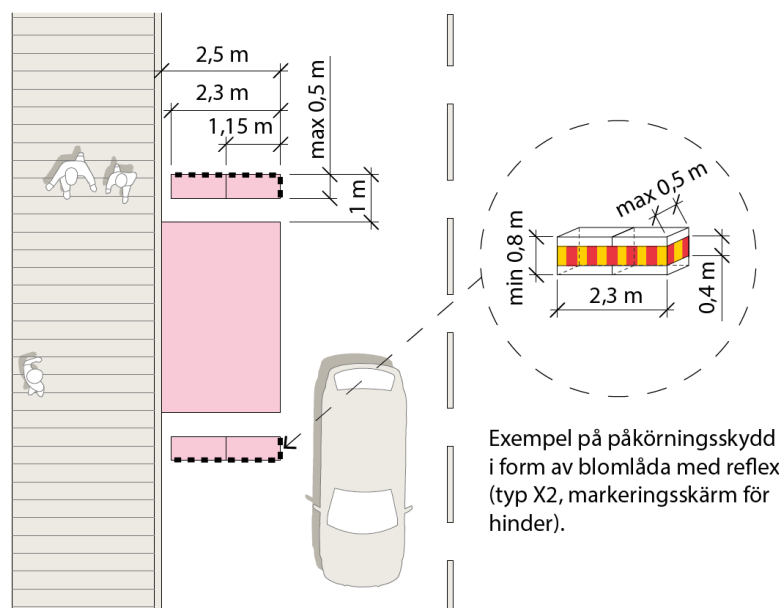 2,5 m
2,3 m
1,15 m
max 0,5 m
1 m
max 0,5 m
min 0,8 m
2,3 m
0,4 m
Exempel på påkörningsskydd
i form av blomlåda med reflex
(typ X2, markeringsskärm för
hinder).